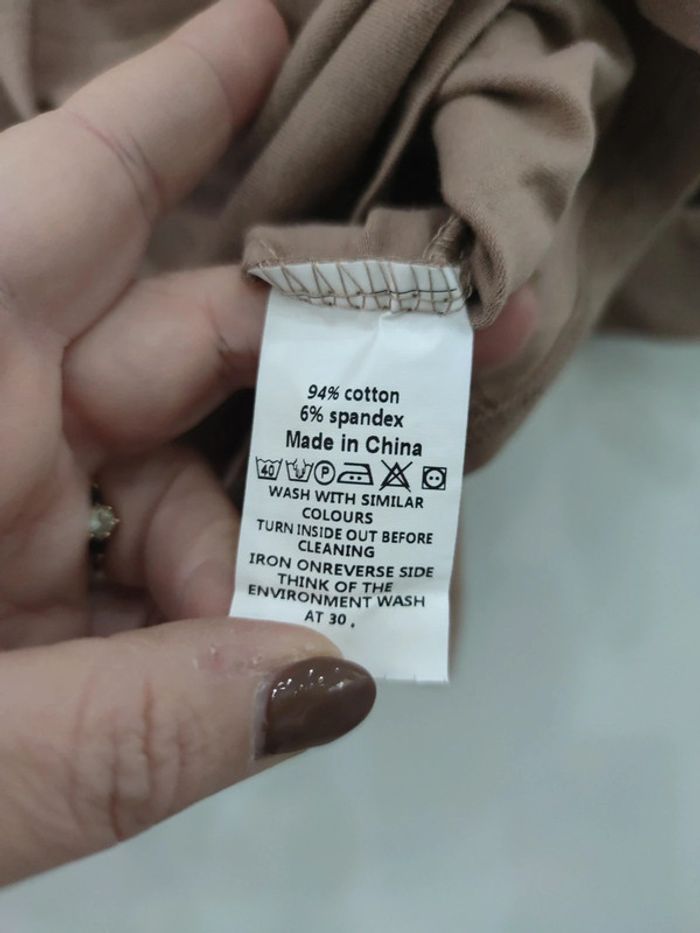 94% cotton
6% spandex
Made in China
40 P
WASH WITH SIMILAR
COLOURS
TURN INSIDE OUT BEFORE
CLEANING
IRON ONREVERSE SIDE
THINK OF THE
ENVIRONMENT WASH
AT 30 .